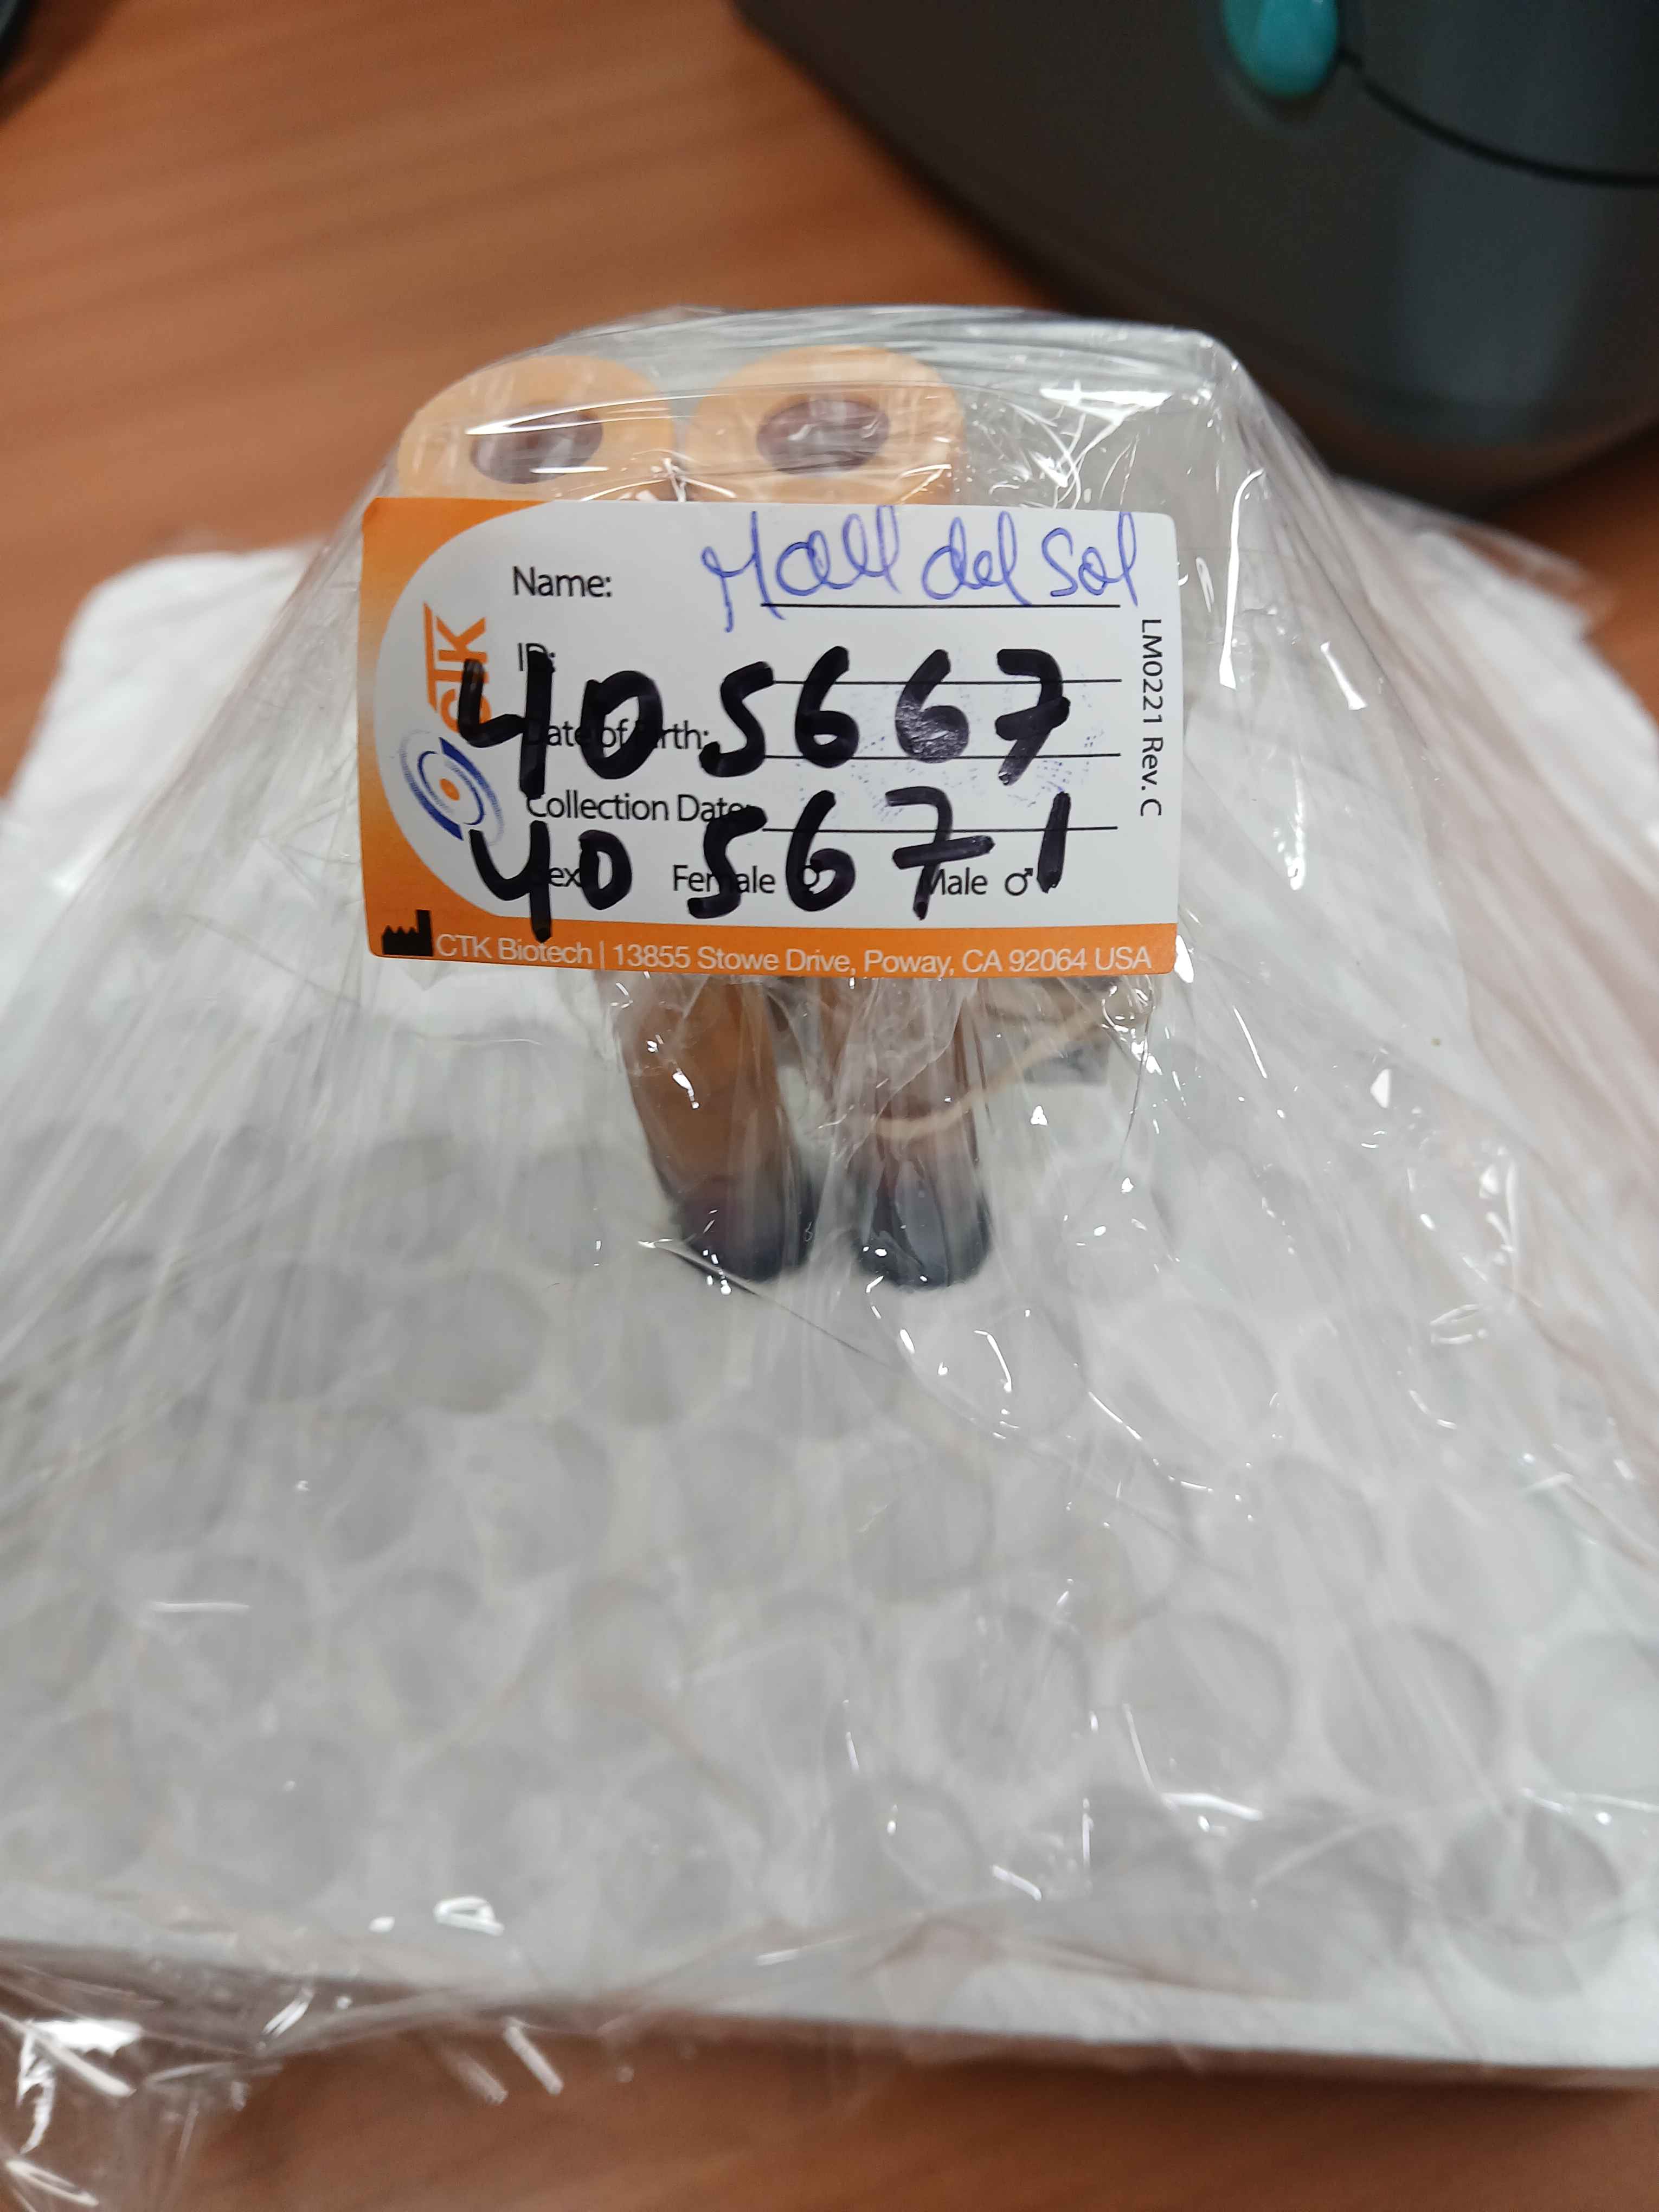 Name: Mall del Sol
ID:
405667
Date of Birth:
Collection Date:
405671
Sex: Female ♀ Male ♂
CTK
LM0221 Rev. C
CTK Biotech | 13855 Stowe Drive, Poway, CA 92064 USA